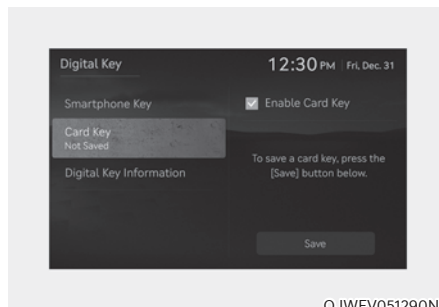 Digital Key
12:30 PM Fri, Dec. 31
Smartphone Key
Enable Card Key
Card Key
Not Saved
To save a card key, press the
[Save] button below.
Digital Key Information
Save